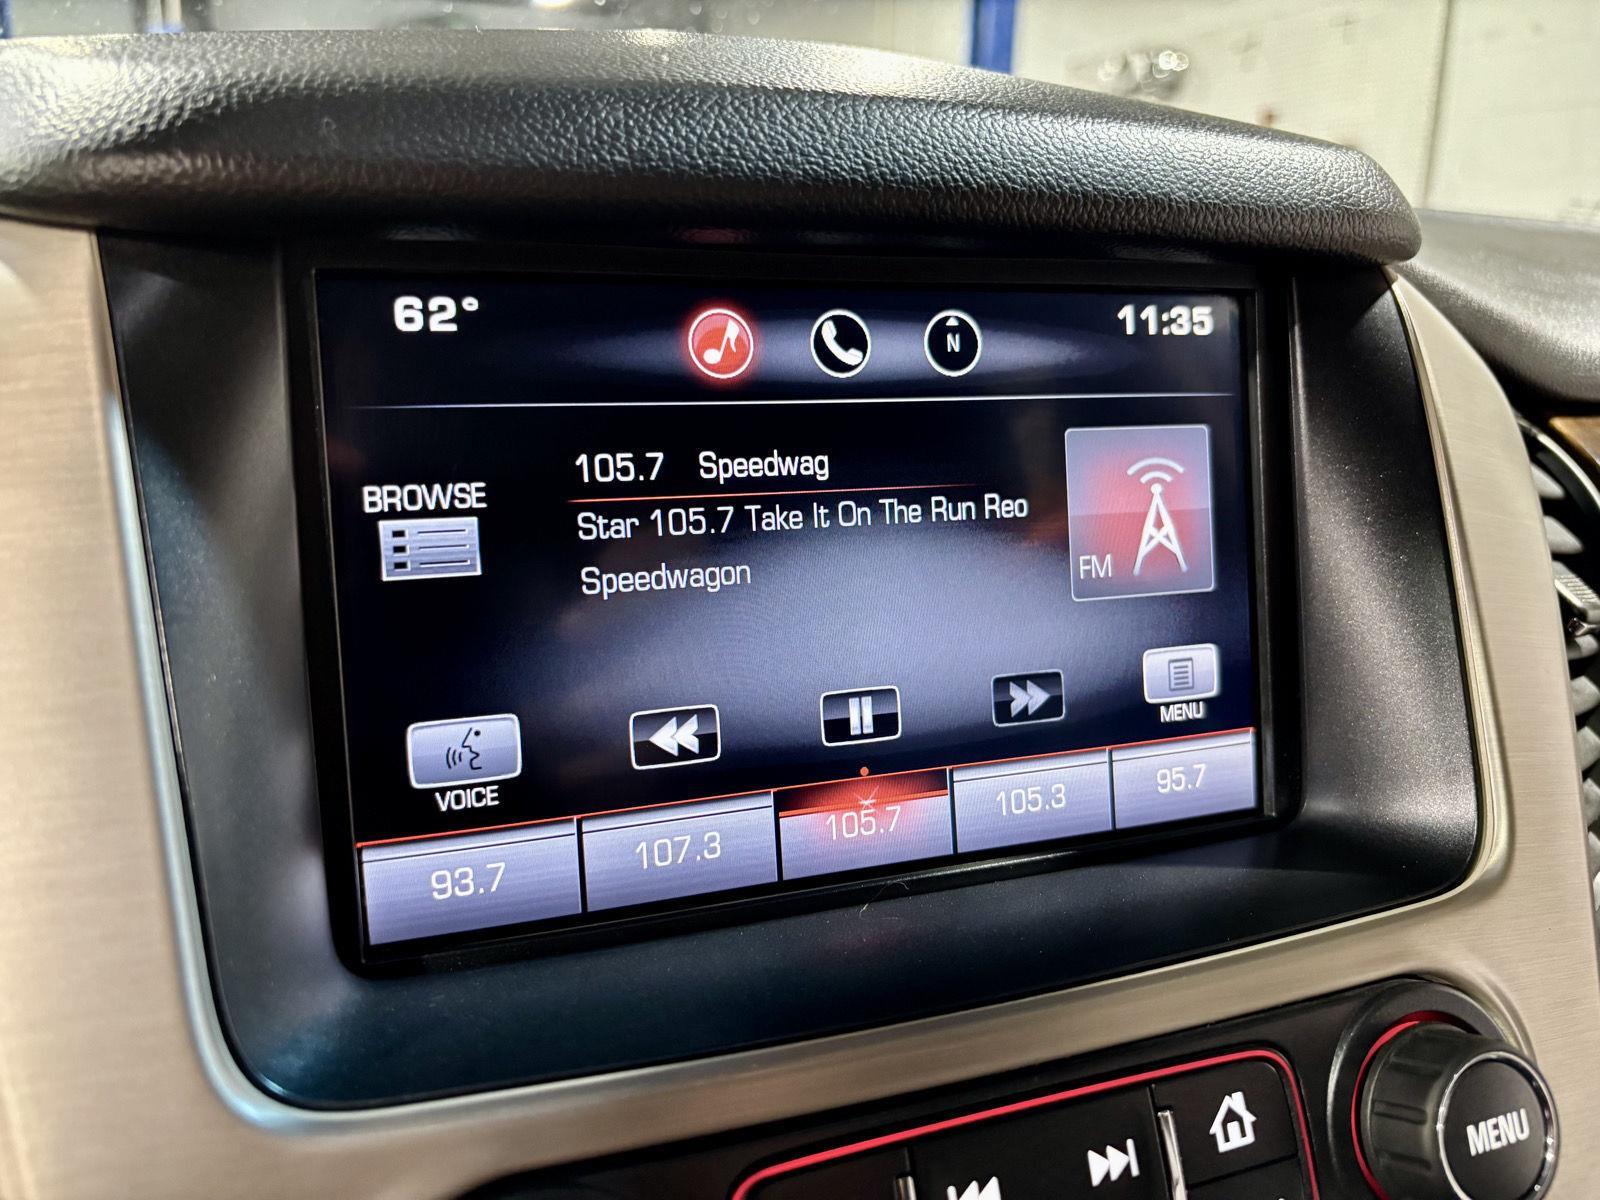 62° 11:35
N
105.7 Speedwag
BROWSE
Star 105.7 Take It On The Run Reo
Speedwagon
FM
MENU
VOICE
93.7 107.3 105.7 105.3 95.7
MENU